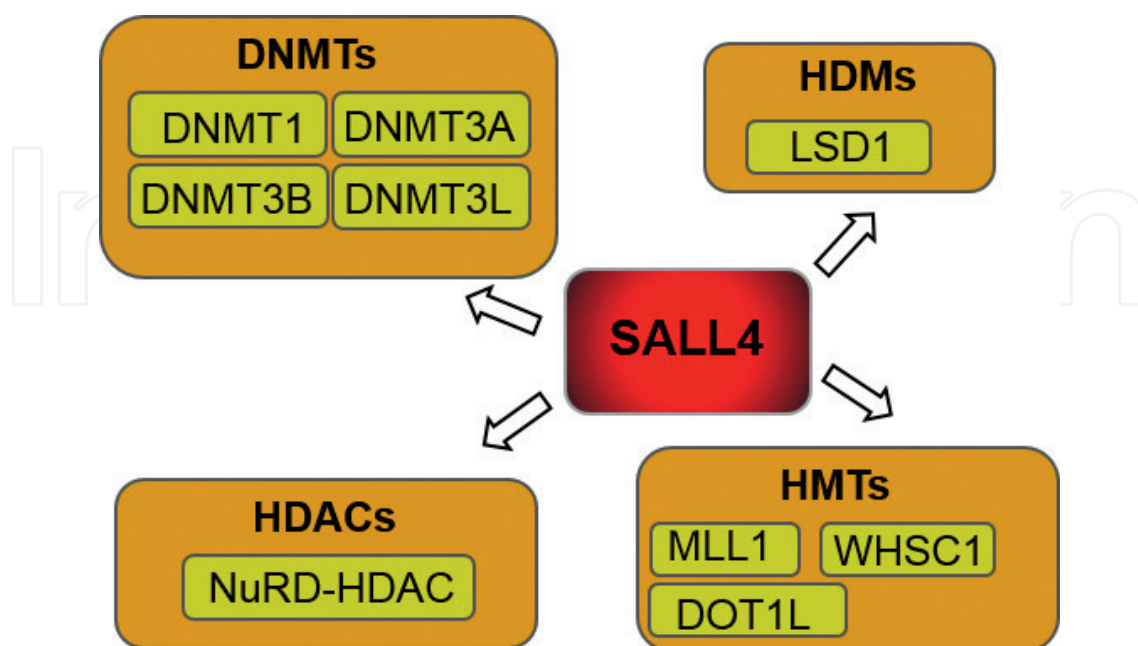 DNMTs
DNMT1 DNMT3A
DNMT3B DNMT3L
HDMs
LSD1
SALL4
HDACs
NuRD-HDAC
HMTs
MLL1 WHSC1
DOT1L